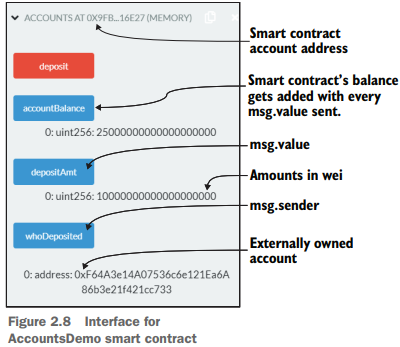 ACCOUNTS AT 0X9FB...16E27 (MEMORY)
Smart contract
account address
deposit
Smart contract's balance
gets added with every
msg.value sent.
accountBalance
0: uint256: 25000000000000000000
msg.value
depositAmt
Amounts in wei
0: uint256: 10000000000000000000
msg.sender
whoDeposited
Externally owned
account
0: address: 0xF64A3e14A07536c6e121Ea6A
86b3e21f421cc733
Figure 2.8 Interface for
AccountsDemo smart contract